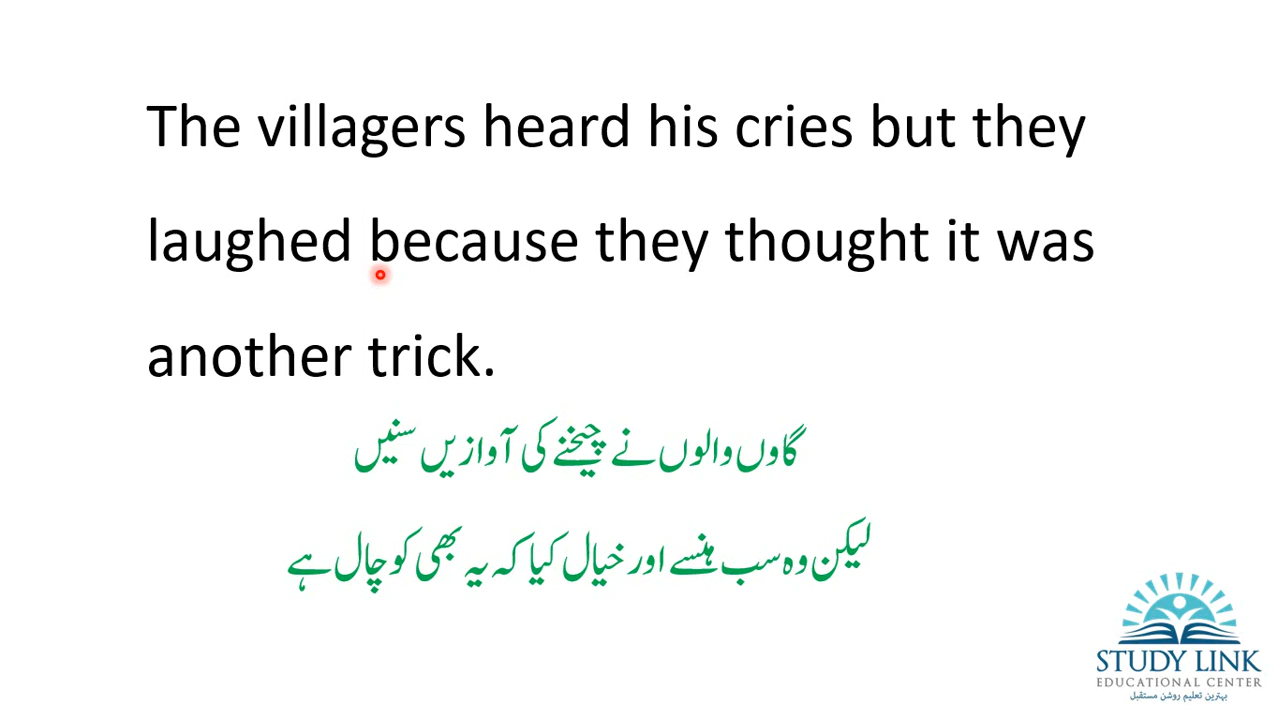 The villagers heard his cries but they
laughed because they thought it was
another trick.
گاوں والوں نے چیخنے کی آوازیں سنیں
لیکن وہ سب ہنسے اور خیال کیا کہ یہ بھی کو چال ہے
STUDY LINK
EDUCATIONAL CENTER
بہترین تعلیم روشن مستقبل